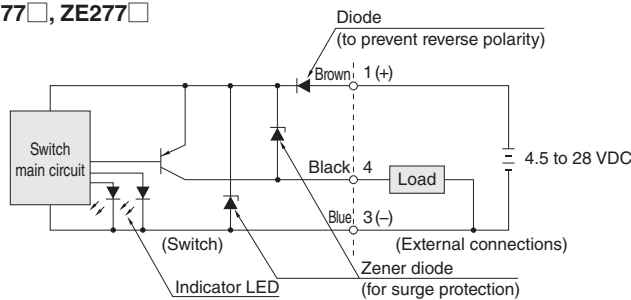 77□, ZE277□
Diode
(to prevent reverse polarity)
Brown 1 (+)
Switch
main circuit
Black 4
Load
4.5 to 28 VDC
Blue 3 (−)
(Switch)
(External connections)
Zener diode
(for surge protection)
Indicator LED